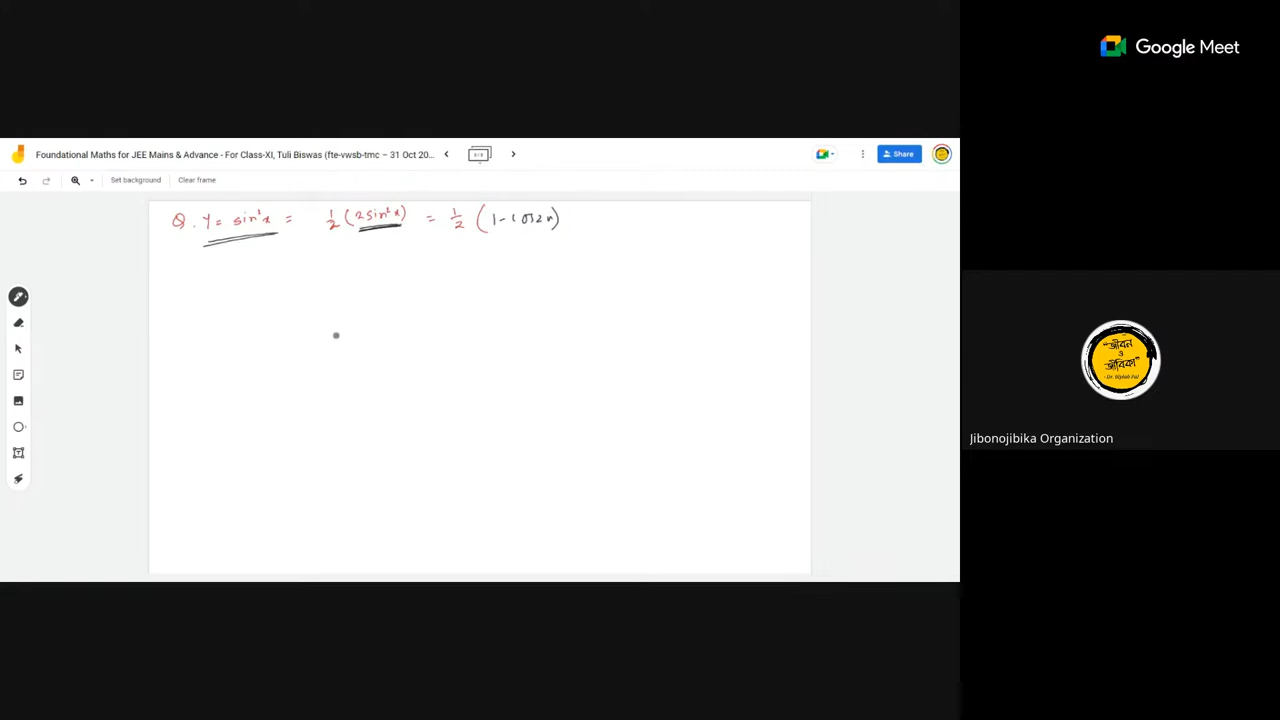 Google Meet
Foundational Maths for JEE Mains & Advance - For Class-XI, Tuli Biswas (fte-vwsb-tmc – 31 Oct 20...
Share
Set background
Clear frame
Q. Y = sin²x = 1/2 (2sin²x) = 1/2 (1-cos2x)
"জীবন
ও
জীবিকা"
Jibonojibika Organization